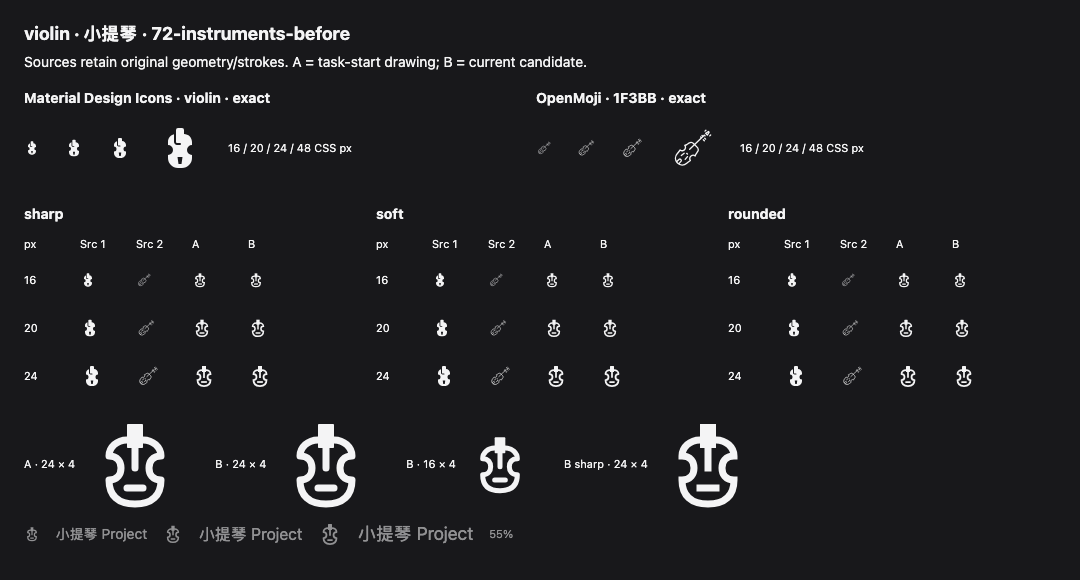 violin · 小提琴 · 72-instruments-before
Sources retain original geometry/strokes. A = task-start drawing; B = current candidate.
Material Design Icons · violin · exact
OpenMoji · 1F3BB · exact
16 / 20 / 24 / 48 CSS px
16 / 20 / 24 / 48 CSS px
sharp
soft
rounded
px Src 1 Src 2 A B
px Src 1 Src 2 A B
px Src 1 Src 2 A B
16
16
16
20
20
20
24
24
24
A · 24 × 4
B · 24 × 4
B · 16 × 4
B sharp · 24 × 4
小提琴 Project
小提琴 Project
小提琴 Project
55%